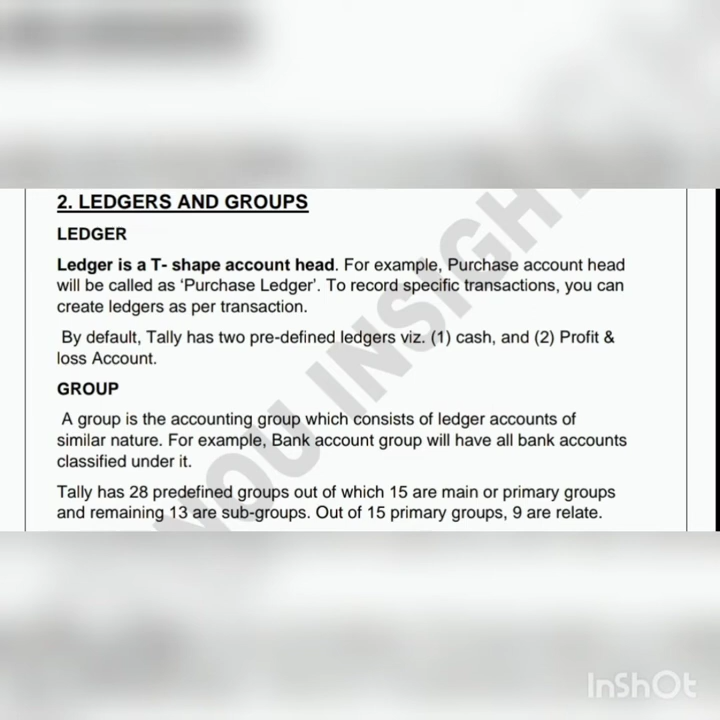 2. LEDGERS AND GROUPS
LEDGER
Ledger is a T- shape account head. For example, Purchase account head
will be called as ‘Purchase Ledger’. To record specific transactions, you can
create ledgers as per transaction.
By default, Tally has two pre-defined ledgers viz. (1) cash, and (2) Profit &
loss Account.
GROUP
A group is the accounting group which consists of ledger accounts of
similar nature. For example, Bank account group will have all bank accounts
classified under it.
Tally has 28 predefined groups out of which 15 are main or primary groups
and remaining 13 are sub-groups. Out of 15 primary groups, 9 are relate.
NOU INSIGHT
InShOt